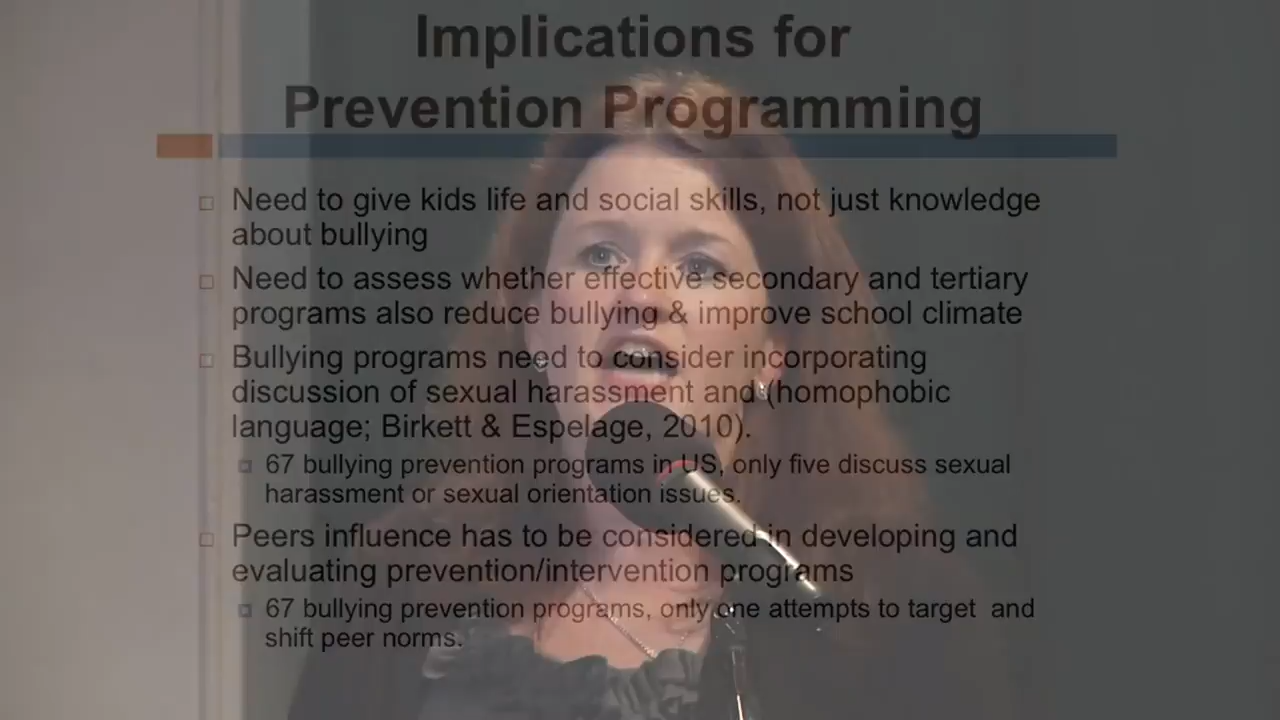 Implications for
Prevention Programming
Need to give kids life and social skills, not just knowledge
about bullying
Need to assess whether effective secondary and tertiary
programs also reduce bullying & improve school climate
Bullying programs need to consider incorporating
discussion of sexual harassment and (homophobic
language; Birkett & Espelage, 2010).
67 bullying prevention programs in US, only five discuss sexual
harassment or sexual orientation issues.
Peers influence has to be considered in developing and
evaluating prevention/intervention programs
67 bullying prevention programs, only one attempts to target and
shift peer norms.